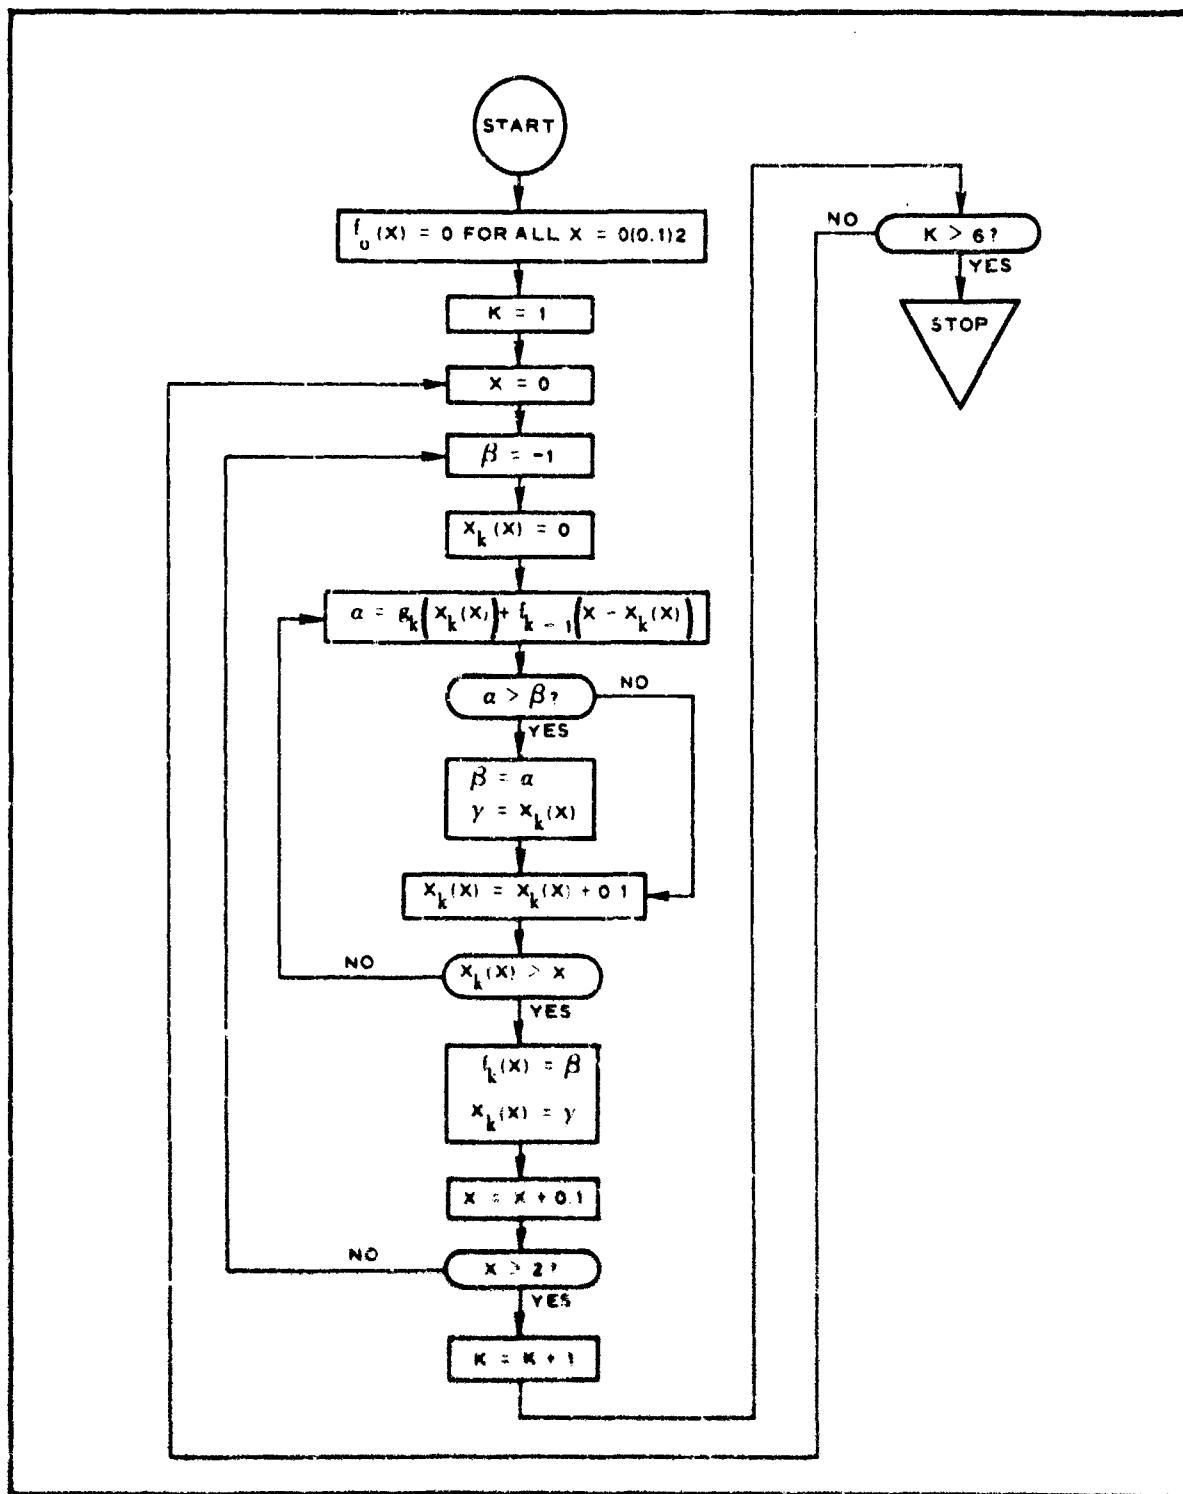 START
f₀(X) = 0 FOR ALL X = 0(0.1)2
K = 1
X = 0
β = -1
Xₖ(X) = 0
α = gₖ(Xₖ(X)) + fₖ₋₁(X - Xₖ(X))
α > β?
NO
YES
β = α
γ = Xₖ(X)
Xₖ(X) = Xₖ(X) + 0.1
Xₖ(X) > X
NO
YES
fₖ(X) = β
Xₖ(X) = γ
X = X + 0.1
X > 2?
NO
YES
K = K + 1
K > 6?
NO
YES
STOP